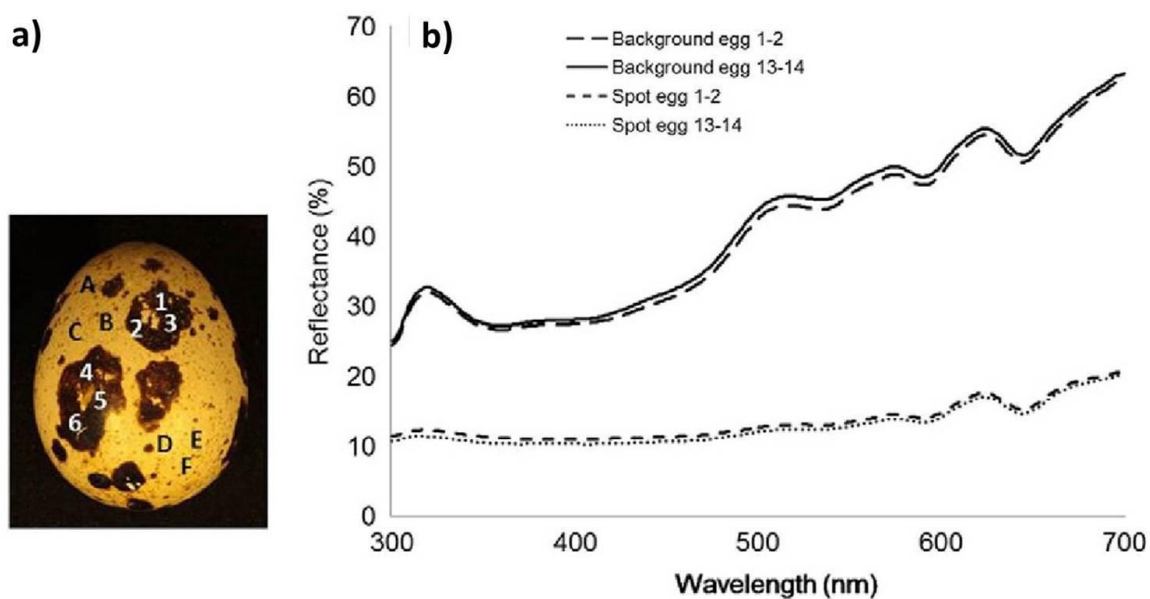 a)
A
B
C
1
2
3
4
5
6
D
E
F
b)
Background egg 1-2
Background egg 13-14
Spot egg 1-2
Spot egg 13-14
Reflectance (%)
70
60
50
40
30
20
10
0
300
400
500
600
700
Wavelength (nm)